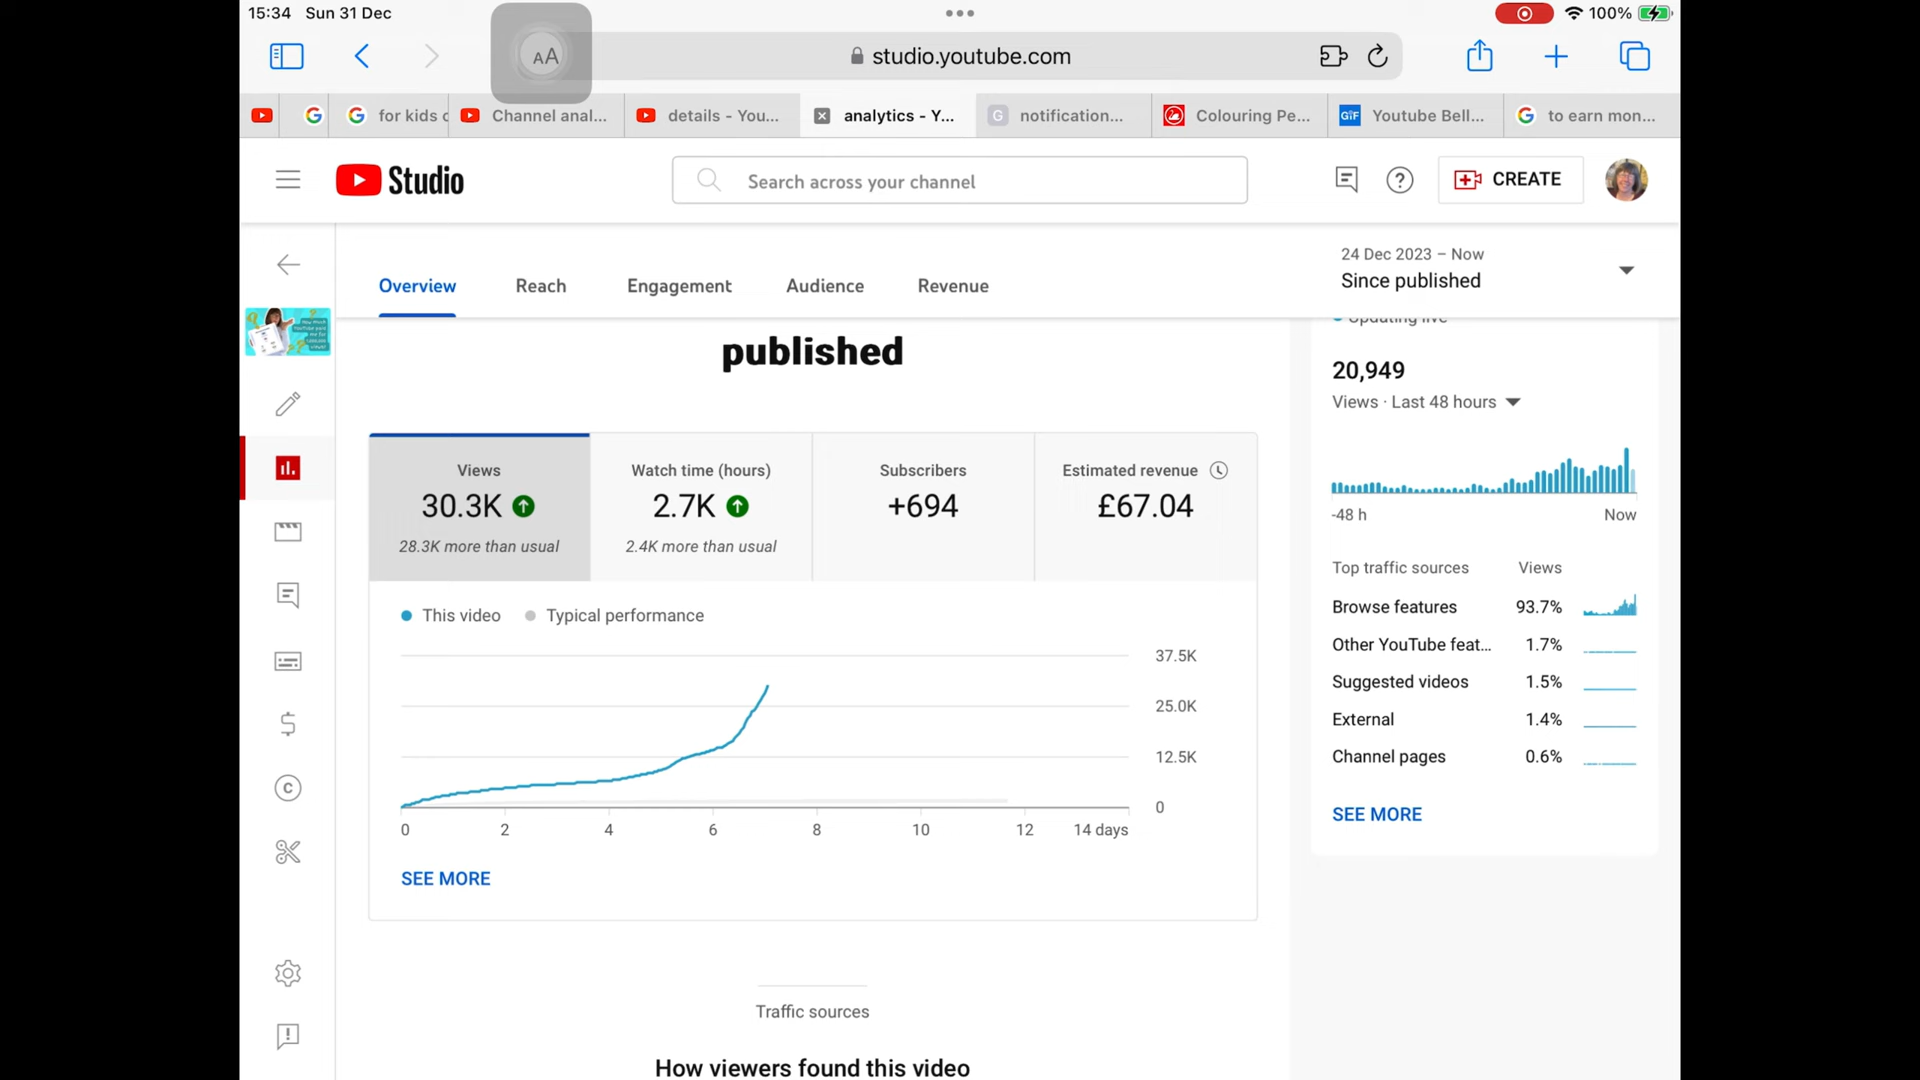 15:34 Sun 31 Dec
100%
AA
studio.youtube.com
for kids c
Channel anal...
details - You...
analytics - Y...
G
notification...
Colouring Pe...
GIF
Youtube Bell...
to earn mon...
Studio
Search across your channel
CREATE
Overview
Reach
Engagement
Audience
Revenue
24 Dec 2023 – Now
Since published
published
Updating live
20,949
Views · Last 48 hours
-48 h
Now
Top traffic sources
Views
Browse features
93.7%
Other YouTube feat...
1.7%
Suggested videos
1.5%
External
1.4%
Channel pages
0.6%
SEE MORE
Views
30.3K
28.3K more than usual
Watch time (hours)
2.7K
2.4K more than usual
Subscribers
+694
Estimated revenue
£67.04
This video
Typical performance
37.5K
25.0K
12.5K
0
0
2
4
6
8
10
12
14 days
SEE MORE
Traffic sources
How viewers found this video